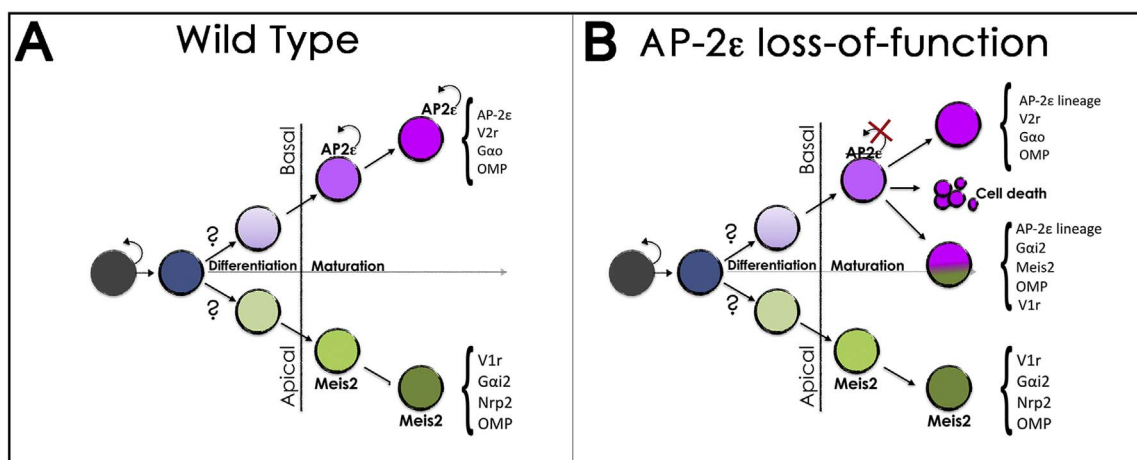 A
Wild Type
Basal
AP2ε
AP2ε
AP-2ε
V2r
Gαo
OMP
?
Differentiation
Maturation
?
Apical
Meis2
Meis2
V1r
Gαi2
Nrp2
OMP
B
AP-2ε loss-of-function
Basal
AP2ε
AP-2ε lineage
V2r
Gαo
OMP
Cell death
?
Differentiation
Maturation
?
AP-2ε lineage
Gαi2
Meis2
OMP
V1r
Apical
Meis2
Meis2
V1r
Gαi2
Nrp2
OMP